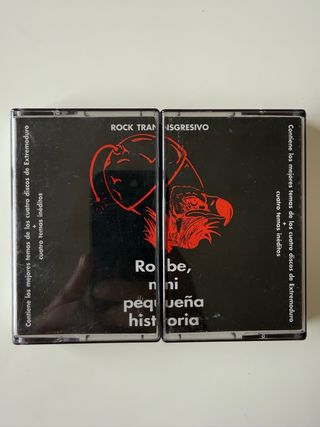 ROCK TRANSGRESIVO
Contiene los mejores temas de los cuatro discos de Extremoduro
+
cuatro temas inéditos
Robe,
mi
pequeña
historia
Contiene los mejores temas de los cuatro discos de Extremoduro
+
cuatro temas inéditos